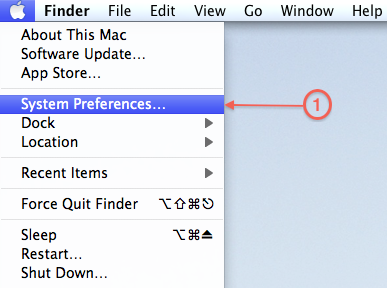 Finder File Edit View Go Window Help
About This Mac
Software Update...
App Store...
System Preferences...
1
Dock
Location
Recent Items
Force Quit Finder ⌥⇧⌘⎋
Sleep ⌥⌘⏏
Restart...
Shut Down...